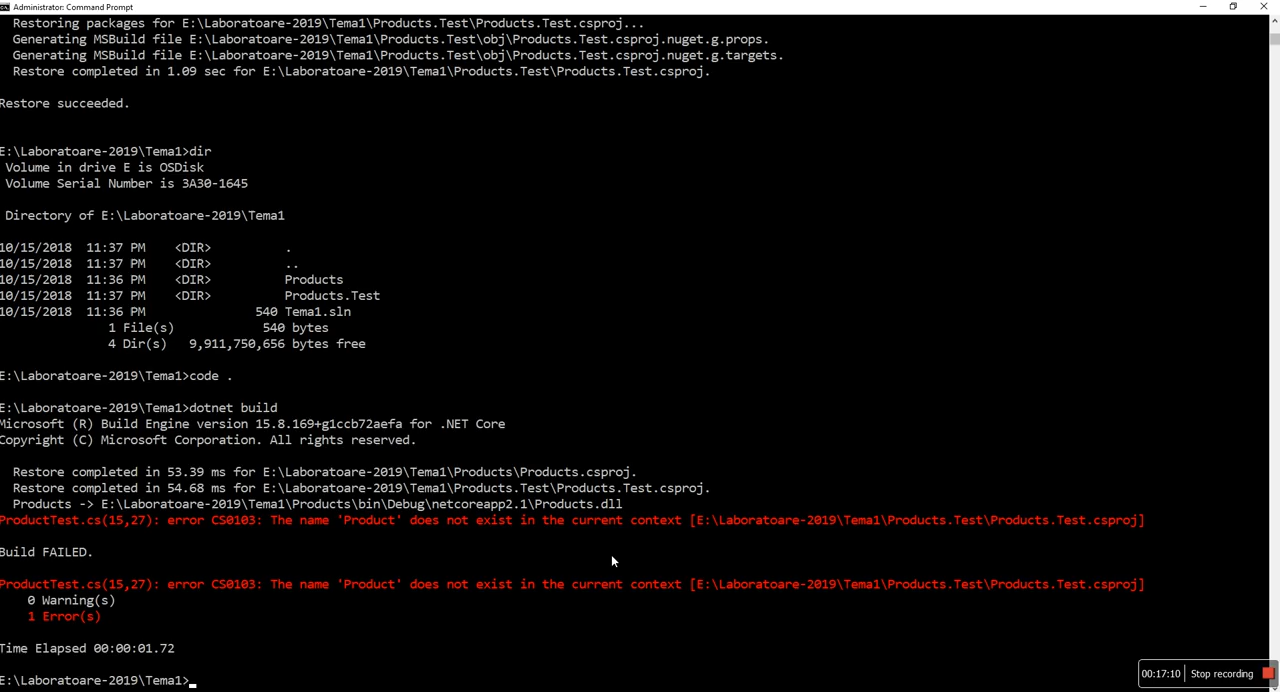 Administrator: Command Prompt
Restoring packages for E:\Laboratoare-2019\Tema1\Products.Test\Products.Test.csproj...
Generating MSBuild file E:\Laboratoare-2019\Tema1\Products.Test\obj\Products.Test.csproj.nuget.g.props.
Generating MSBuild file E:\Laboratoare-2019\Tema1\Products.Test\obj\Products.Test.csproj.nuget.g.targets.
Restore completed in 1.09 sec for E:\Laboratoare-2019\Tema1\Products.Test\Products.Test.csproj.
Restore succeeded.
E:\Laboratoare-2019\Tema1>dir
Volume in drive E is OSDisk
Volume Serial Number is 3A30-1645
Directory of E:\Laboratoare-2019\Tema1
10/15/2018 11:37 PM <DIR> .
10/15/2018 11:37 PM <DIR> ..
10/15/2018 11:36 PM <DIR> Products
10/15/2018 11:37 PM <DIR> Products.Test
10/15/2018 11:36 PM 540 Tema1.sln
1 File(s) 540 bytes
4 Dir(s) 9,911,750,656 bytes free
E:\Laboratoare-2019\Tema1>code .
E:\Laboratoare-2019\Tema1>dotnet build
Microsoft (R) Build Engine version 15.8.169+g1ccb72aefa for .NET Core
Copyright (C) Microsoft Corporation. All rights reserved.
Restore completed in 53.39 ms for E:\Laboratoare-2019\Tema1\Products\Products.csproj.
Restore completed in 54.68 ms for E:\Laboratoare-2019\Tema1\Products.Test\Products.Test.csproj.
Products -> E:\Laboratoare-2019\Tema1\Products\bin\Debug\netcoreapp2.1\Products.dll
ProductTest.cs(15,27): error CS0103: The name 'Product' does not exist in the current context [E:\Laboratoare-2019\Tema1\Products.Test\Products.Test.csproj]
Build FAILED.
ProductTest.cs(15,27): error CS0103: The name 'Product' does not exist in the current context [E:\Laboratoare-2019\Tema1\Products.Test\Products.Test.csproj]
0 Warning(s)
1 Error(s)
Time Elapsed 00:00:01.72
E:\Laboratoare-2019\Tema1>
00:17:10 Stop recording